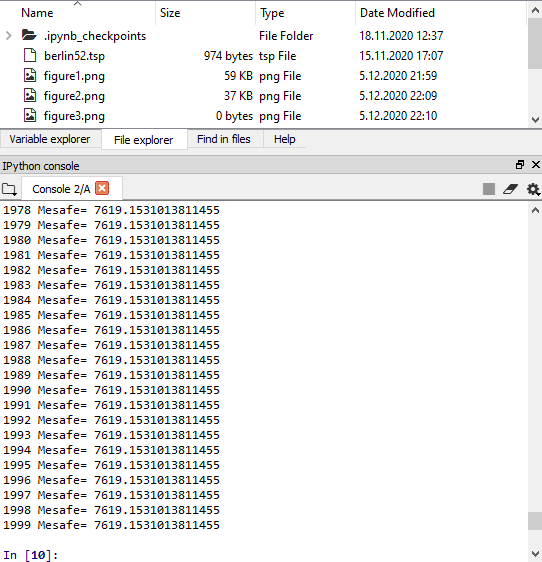 Name Size Type Date Modified
.ipynb_checkpoints File Folder 18.11.2020 12:37
berlin52.tsp 974 bytes tsp File 15.11.2020 17:07
figure1.png 59 KB png File 5.12.2020 21:59
figure2.png 37 KB png File 5.12.2020 22:09
figure3.png 0 bytes png File 5.12.2020 22:10
Variable explorer File explorer Find in files Help
IPython console
Console 2/A
1978 Mesafe= 7619.1531013811455
1979 Mesafe= 7619.1531013811455
1980 Mesafe= 7619.1531013811455
1981 Mesafe= 7619.1531013811455
1982 Mesafe= 7619.1531013811455
1983 Mesafe= 7619.1531013811455
1984 Mesafe= 7619.1531013811455
1985 Mesafe= 7619.1531013811455
1986 Mesafe= 7619.1531013811455
1987 Mesafe= 7619.1531013811455
1988 Mesafe= 7619.1531013811455
1989 Mesafe= 7619.1531013811455
1990 Mesafe= 7619.1531013811455
1991 Mesafe= 7619.1531013811455
1992 Mesafe= 7619.1531013811455
1993 Mesafe= 7619.1531013811455
1994 Mesafe= 7619.1531013811455
1995 Mesafe= 7619.1531013811455
1996 Mesafe= 7619.1531013811455
1997 Mesafe= 7619.1531013811455
1998 Mesafe= 7619.1531013811455
1999 Mesafe= 7619.1531013811455
In [10]: